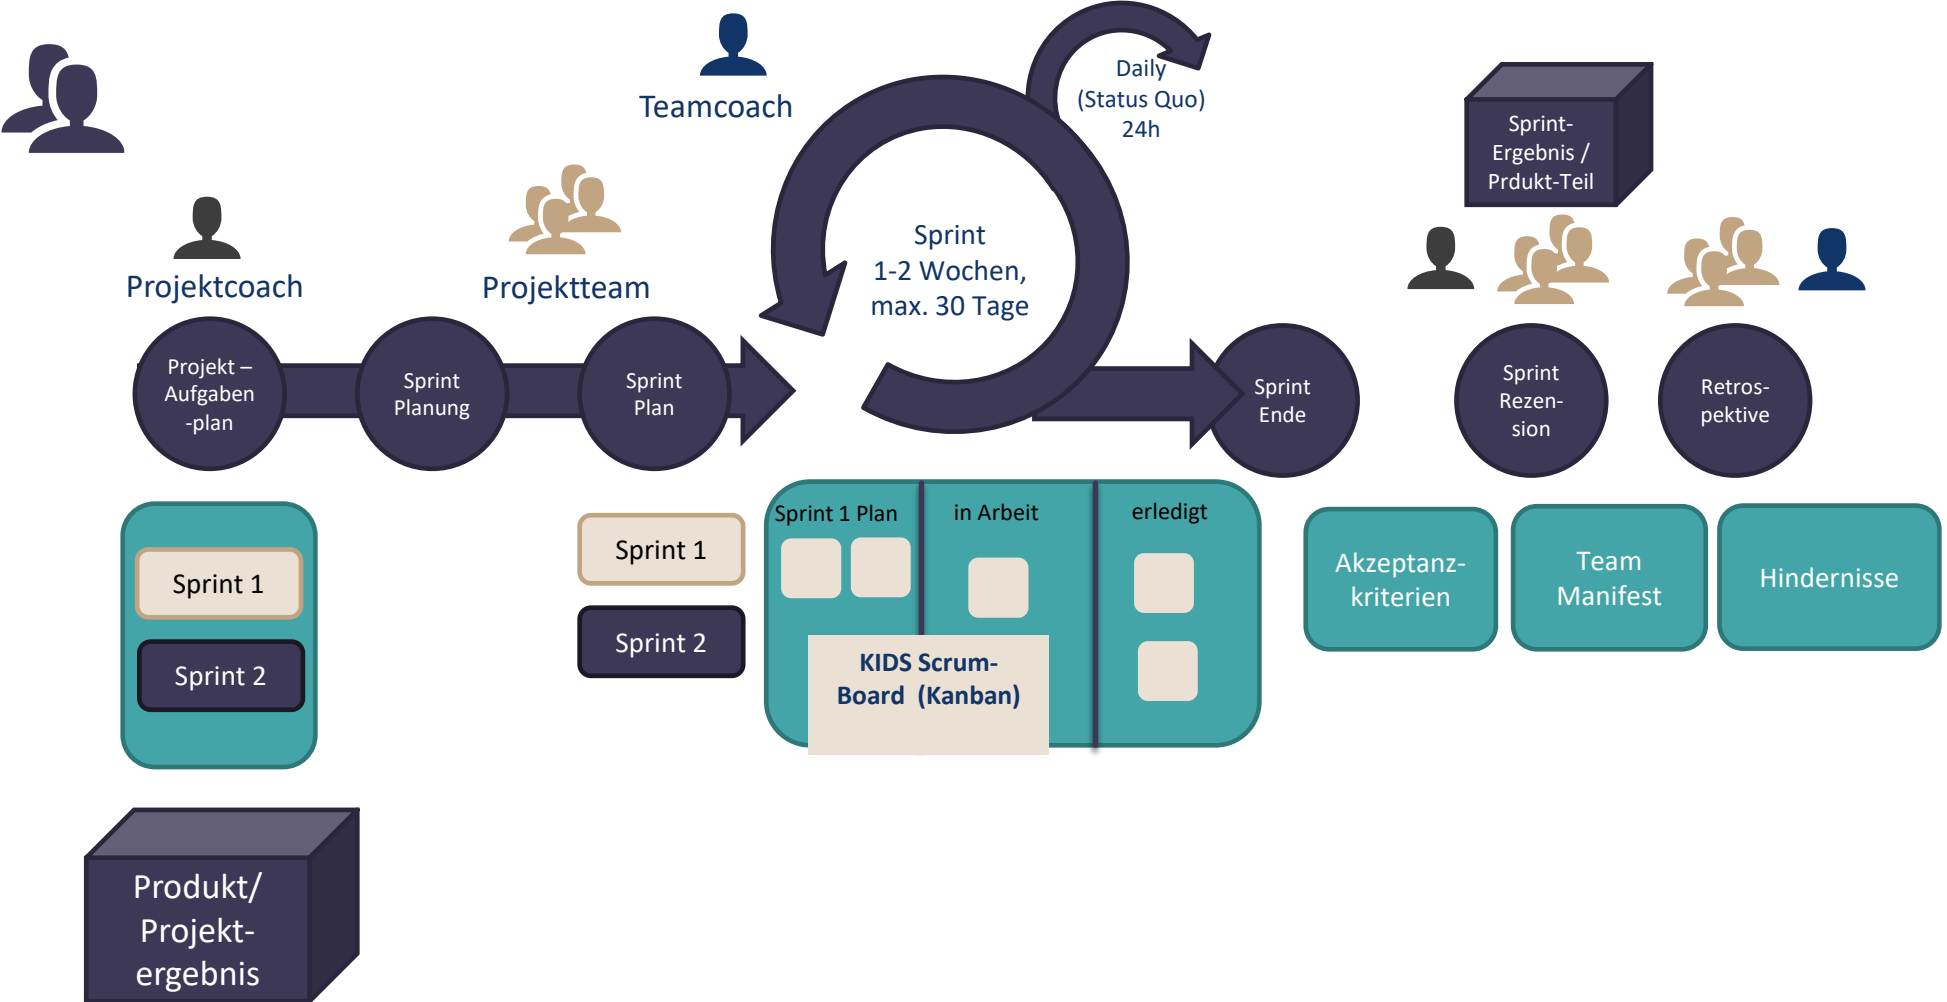 Teamcoach
Daily
(Status Quo)
24h
Sprint-
Ergebnis /
Prdukt-Teil
Projektcoach
Projektteam
Sprint
1-2 Wochen,
max. 30 Tage
Projekt –
Aufgaben
-plan
Sprint
Planung
Sprint
Plan
Sprint
Ende
Sprint
Rezen-
sion
Retros-
pektive
Sprint 1
Sprint 2
Sprint 1
Sprint 2
Sprint 1 Plan
in Arbeit
erledigt
KIDS Scrum-
Board (Kanban)
Akzeptanz-
kriterien
Team
Manifest
Hindernisse
Produkt/
Projekt-
ergebnis